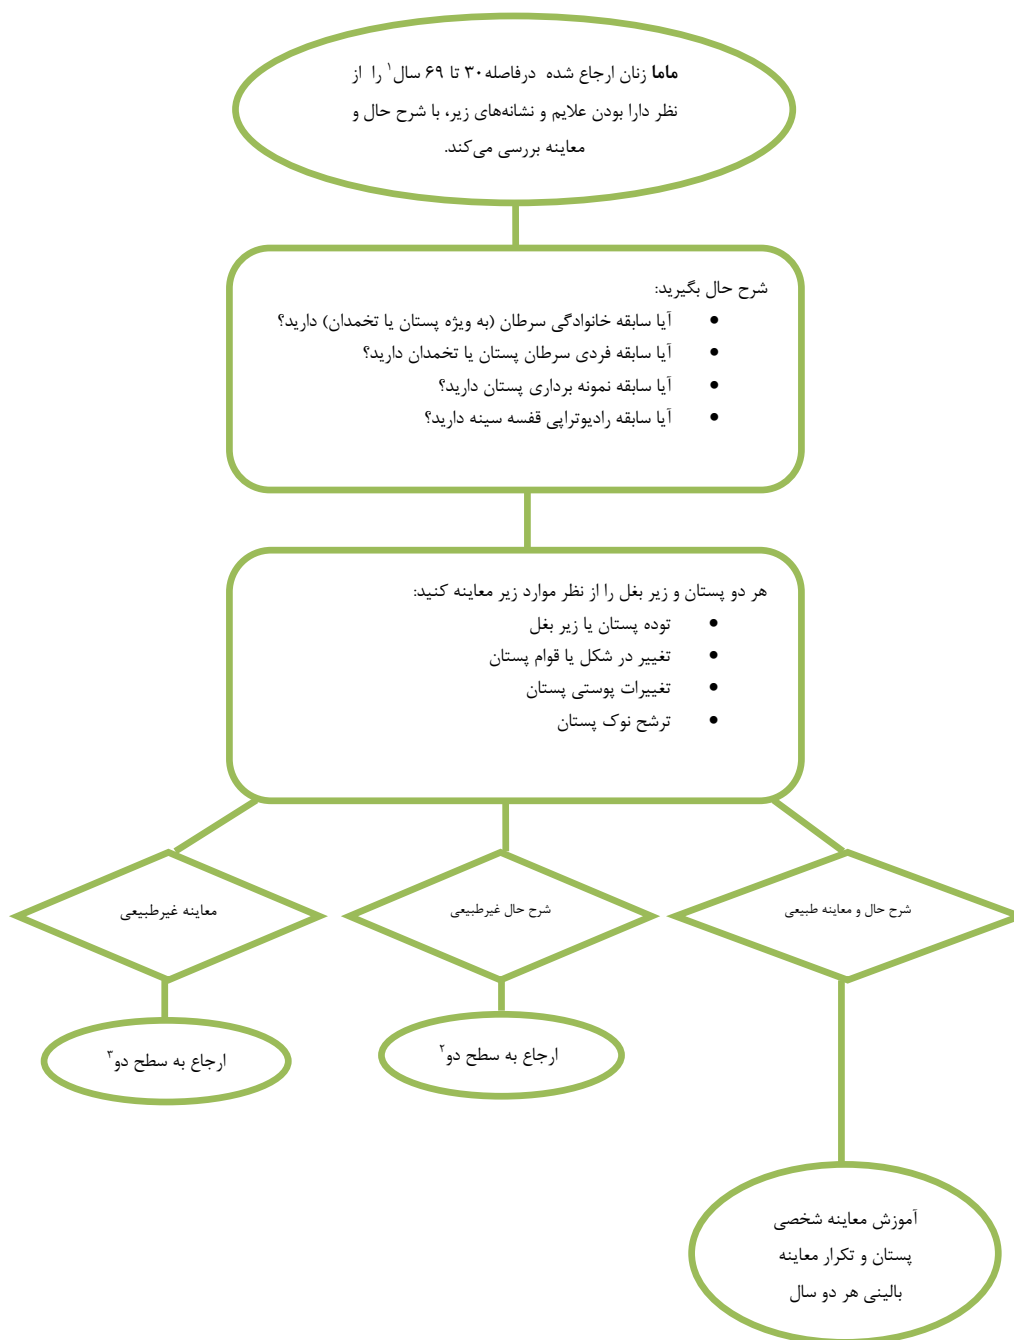 ماما زنان ارجاع شده درفاصله ۳۰ تا ۶۹ سال۱ را از
نظر دارا بودن علایم و نشانه‌های زیر، با شرح حال و
معاینه بررسی می‌کند.
شرح حال بگیرید:
• آیا سابقه خانوادگی سرطان (به ویژه پستان یا تخمدان) دارید؟
• آیا سابقه فردی سرطان پستان یا تخمدان دارید؟
• آیا سابقه نمونه برداری پستان دارید؟
• آیا سابقه رادیوتراپی قفسه سینه دارید؟
هر دو پستان و زیر بغل را از نظر موارد زیر معاینه کنید:
• توده پستان یا زیر بغل
• تغییر در شکل یا قوام پستان
• تغییرات پوستی پستان
• ترشح نوک پستان
شرح حال و معاینه طبیعی
شرح حال غیرطبیعی
معاینه غیرطبیعی
ارجاع به سطح دو۲
ارجاع به سطح دو۳
آموزش معاینه شخصی
پستان و تکرار معاینه
بالینی هر دو سال